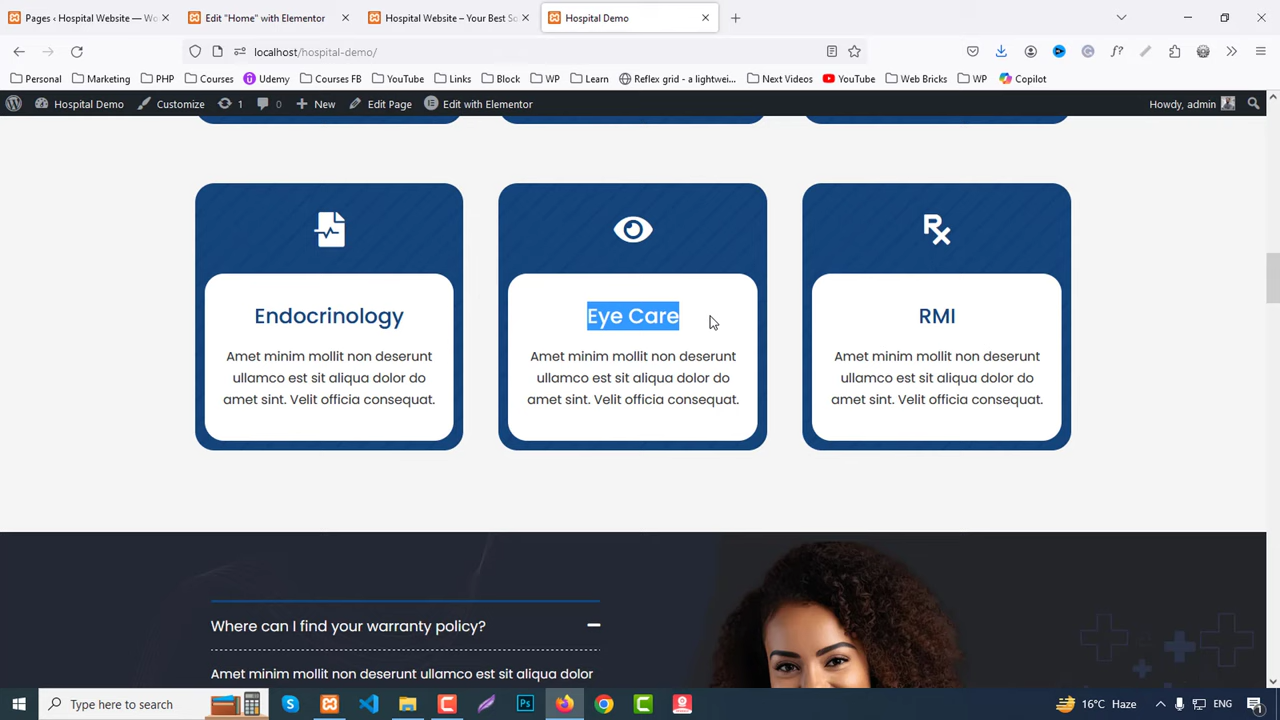 Pages ‹ Hospital Website — Wo
Edit "Home" with Elementor
Hospital Website – Your Best So
Hospital Demo
localhost/hospital-demo/
Personal
Marketing
PHP
Courses
Udemy
Courses FB
YouTube
Links
Block
WP
Learn
Reflex grid - a lightwei...
Next Videos
YouTube
Web Bricks
WP
Copilot
Hospital Demo
Customize
1
0
New
Edit Page
Edit with Elementor
Howdy, admin
Endocrinology
Amet minim mollit non deserunt
ullamco est sit aliqua dolor do
amet sint. Velit officia consequat.
Eye Care
Amet minim mollit non deserunt
ullamco est sit aliqua dolor do
amet sint. Velit officia consequat.
RMI
Amet minim mollit non deserunt
ullamco est sit aliqua dolor do
amet sint. Velit officia consequat.
Where can I find your warranty policy?
Amet minim mollit non deserunt ullamco est sit aliqua dolor
Type here to search
16°C Haze
ENG